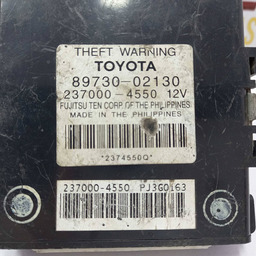 THEFT WARNING
TOYOTA
89730-02130
237000-4550 12V
FUJITSU TEN CORP. OF THE PHILIPPINES
MADE IN THE PHILIPPINES
*2374550Q*
237000-4550 PJ3G0163